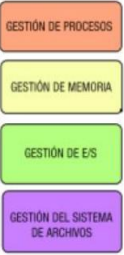 GESTIÓN DE PROCESOS
GESTIÓN DE MEMORIA
GESTIÓN DE E/S
GESTIÓN DEL SISTEMA
DE ARCHIVOS